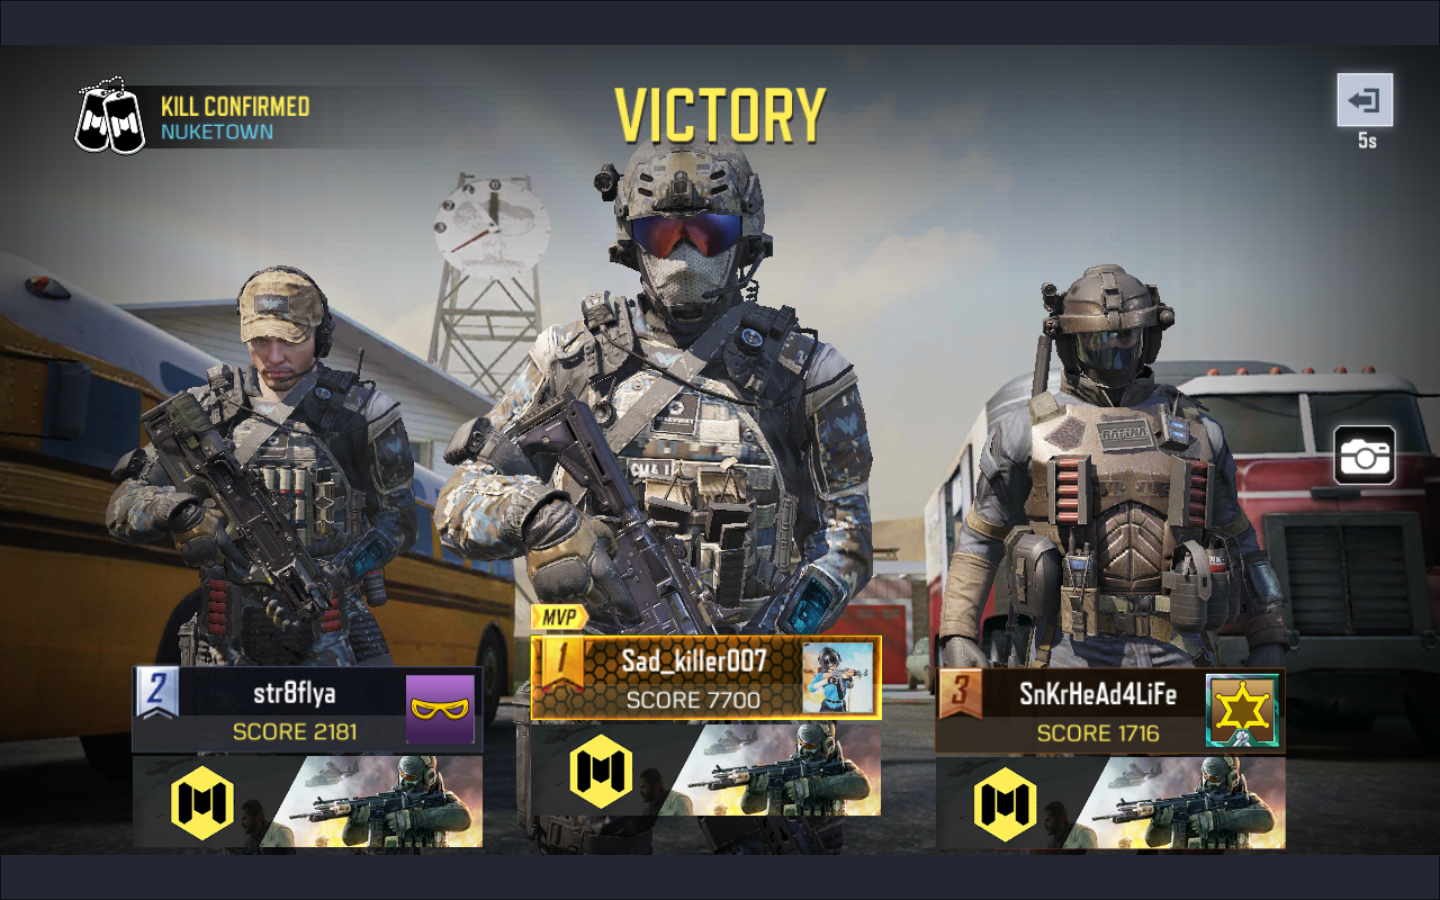 KILL CONFIRMED
NUKETOWN
VICTORY
5s
MVP
1
Sad_killer007
SCORE 7700
2
str8flya
SCORE 2181
3
SnKrHeAd4LiFe
SCORE 1716